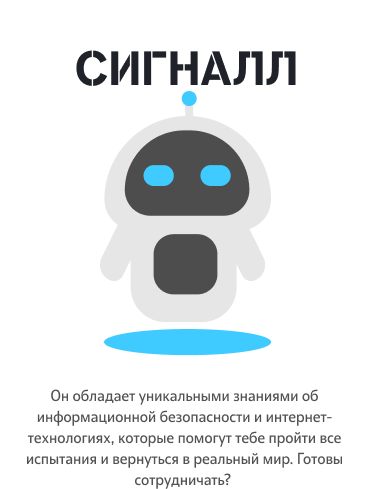 СИГНАЛЛ
Он обладает уникальными знаниями об
информационной безопасности и интернет-
технологиях, которые помогут тебе пройти все
испытания и вернуться в реальный мир. Готовы
сотрудничать?